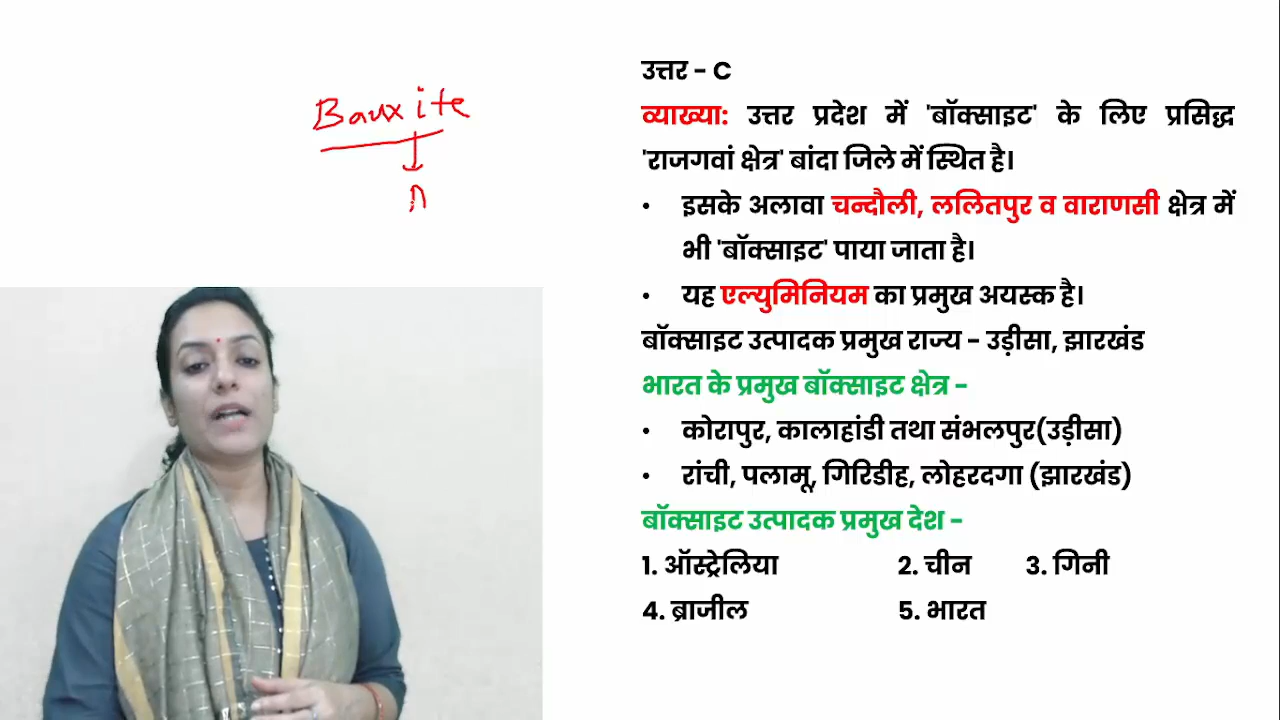 Bauxite
उत्तर - C
व्याख्या: उत्तर प्रदेश में 'बॉक्साइट' के लिए प्रसिद्ध
'राजगवां क्षेत्र' बांदा जिले में स्थित है।
• इसके अलावा चन्दौली, ललितपुर व वाराणसी क्षेत्र में
भी 'बॉक्साइट' पाया जाता है।
• यह एल्युमिनियम का प्रमुख अयस्क है।
बॉक्साइट उत्पादक प्रमुख राज्य - उड़ीसा, झारखंड
भारत के प्रमुख बॉक्साइट क्षेत्र -
• कोरापुर, कालाहांडी तथा संभलपुर(उड़ीसा)
• रांची, पलामू, गिरिडीह, लोहरदगा (झारखंड)
बॉक्साइट उत्पादक प्रमुख देश -
1. ऑस्ट्रेलिया 2. चीन 3. गिनी
4. ब्राजील 5. भारत